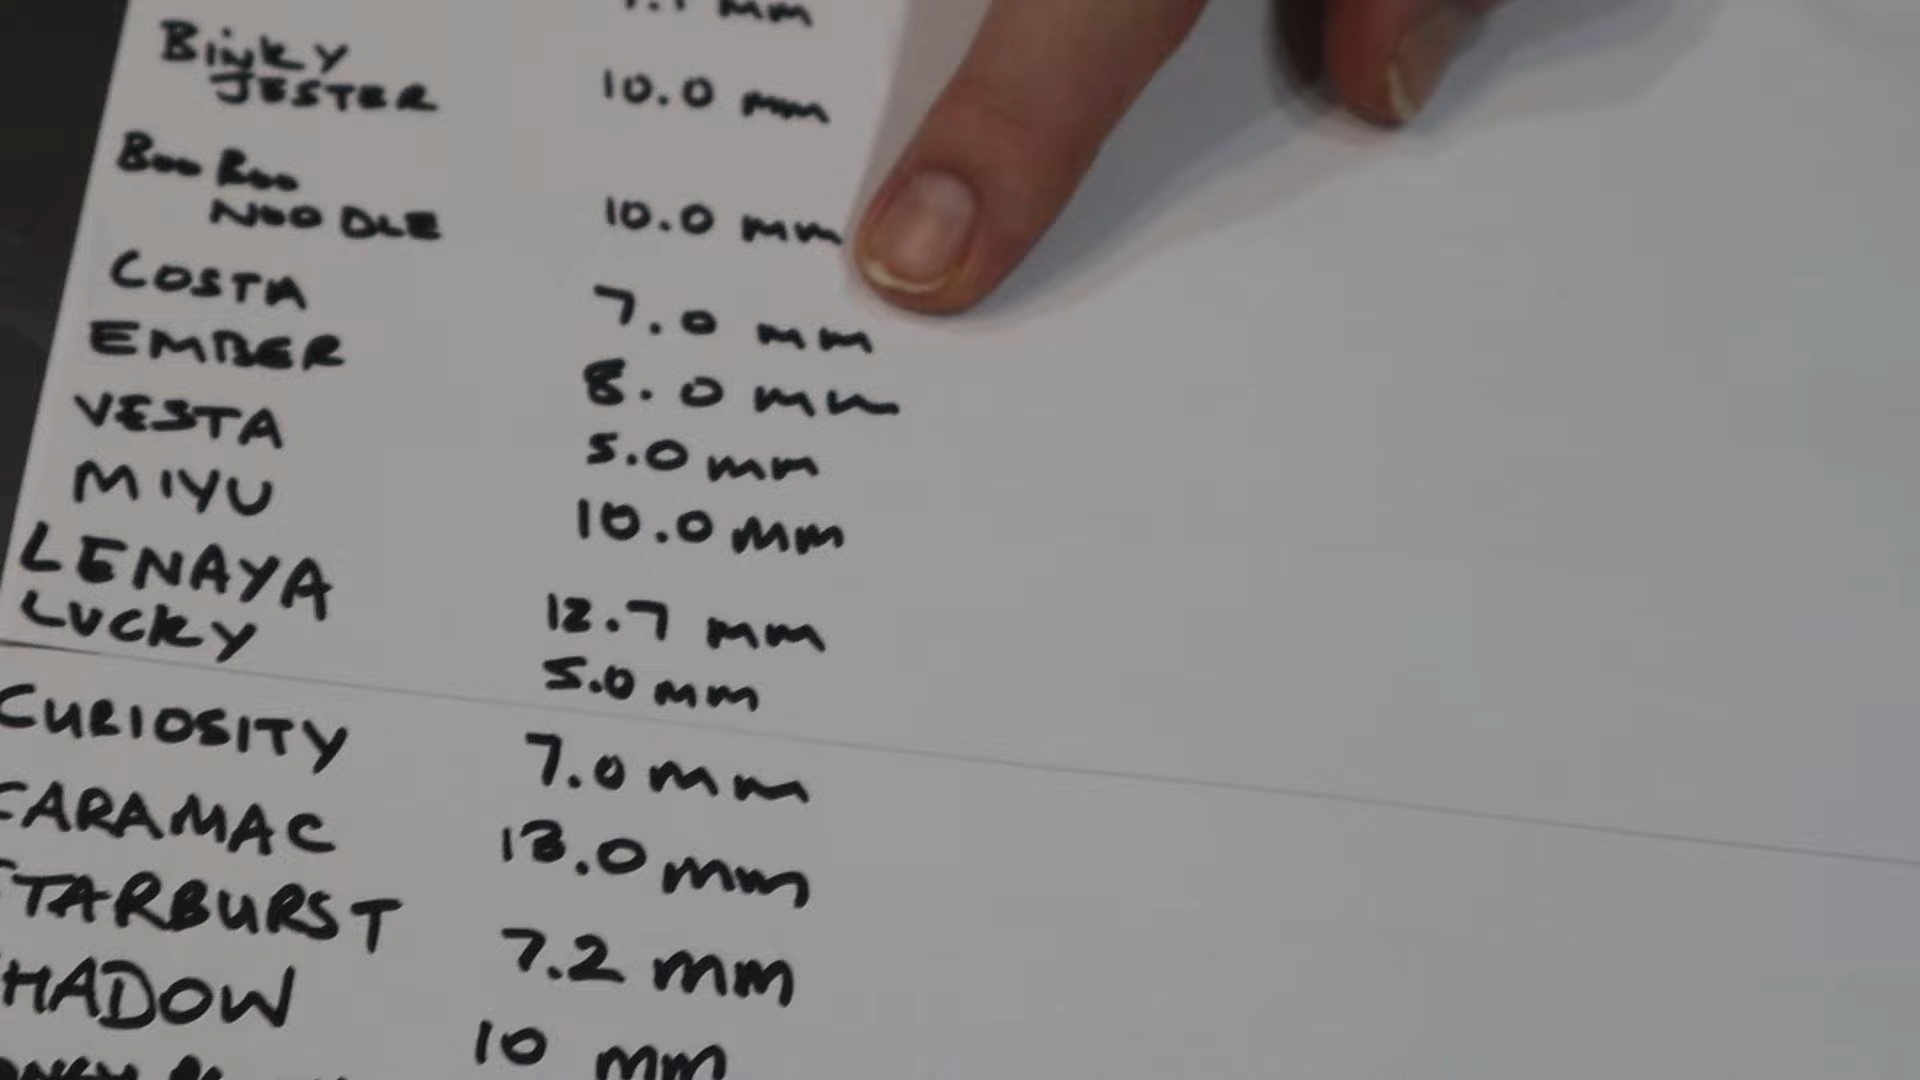 mm
Binky
JESTER 10.0 mm
Boo Boo
NOODLE 10.0 mm
COSTA 7.0 mm
EMBER 8.0 mm
VESTA 5.0 mm
MIYU 10.0 mm
LENAYA 12.7 mm
LUCKY 5.0 mm
CURIOSITY 7.0 mm
CARAMAC 13.0 mm
TARBURST 7.2 mm
HADOW 10 mm